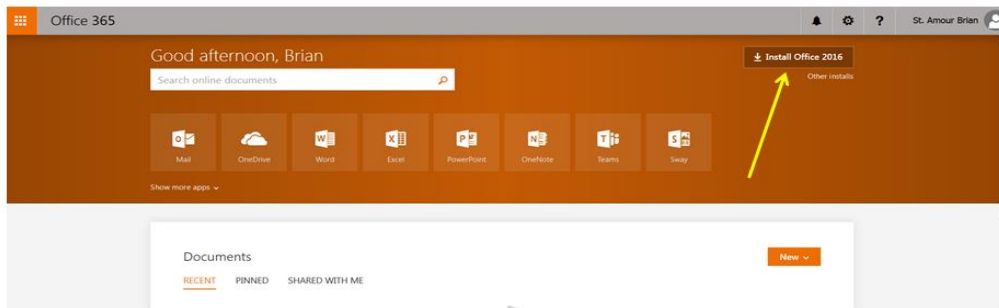 Office 365
? St. Amour Brian
Good afternoon, Brian
Install Office 2016
Search online documents
Other installs
Mail OneDrive Word Excel PowerPoint OneNote Teams Sway
Show more apps
Documents
New
RECENT PINNED SHARED WITH ME